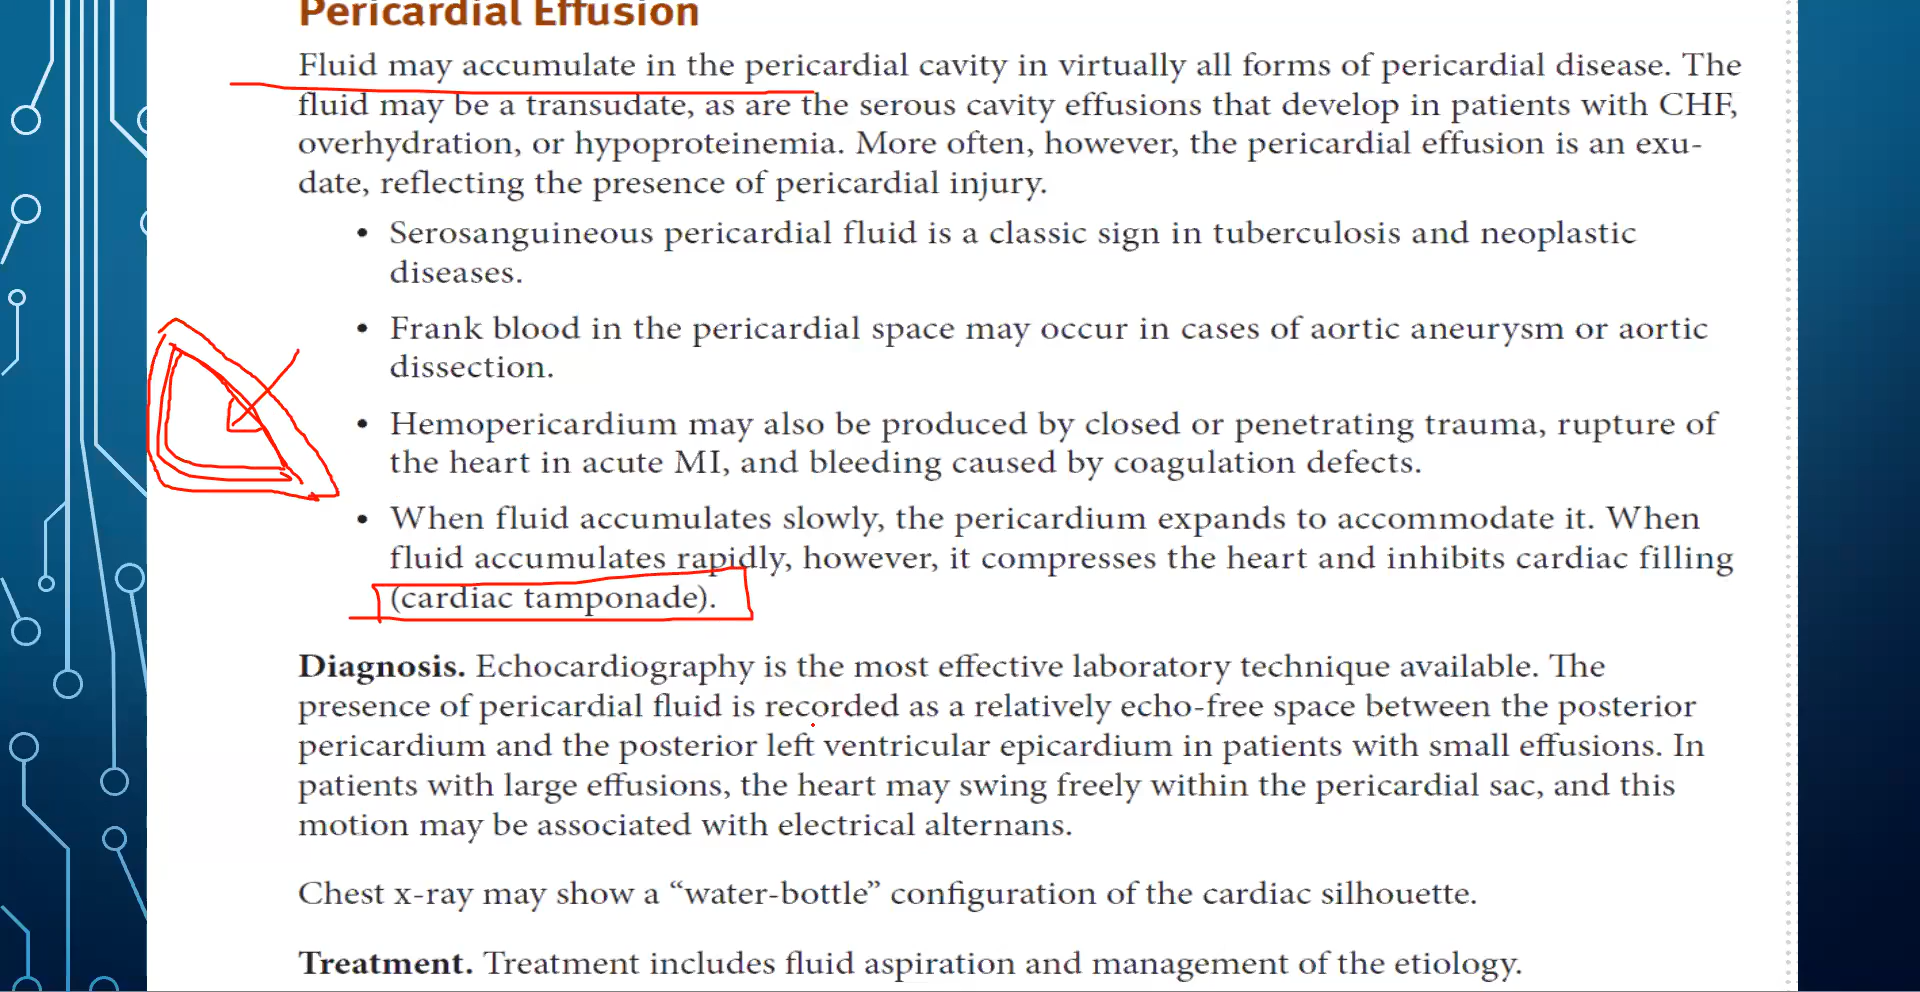 Pericardial Effusion
Fluid may accumulate in the pericardial cavity in virtually all forms of pericardial disease. The
fluid may be a transudate, as are the serous cavity effusions that develop in patients with CHF,
overhydration, or hypoproteinemia. More often, however, the pericardial effusion is an exu-
date, reflecting the presence of pericardial injury.
• Serosanguineous pericardial fluid is a classic sign in tuberculosis and neoplastic
diseases.
• Frank blood in the pericardial space may occur in cases of aortic aneurysm or aortic
dissection.
• Hemopericardium may also be produced by closed or penetrating trauma, rupture of
the heart in acute MI, and bleeding caused by coagulation defects.
• When fluid accumulates slowly, the pericardium expands to accommodate it. When
fluid accumulates rapidly, however, it compresses the heart and inhibits cardiac filling
(cardiac tamponade).
Diagnosis. Echocardiography is the most effective laboratory technique available. The
presence of pericardial fluid is recorded as a relatively echo-free space between the posterior
pericardium and the posterior left ventricular epicardium in patients with small effusions. In
patients with large effusions, the heart may swing freely within the pericardial sac, and this
motion may be associated with electrical alternans.
Chest x-ray may show a “water-bottle” configuration of the cardiac silhouette.
Treatment. Treatment includes fluid aspiration and management of the etiology.